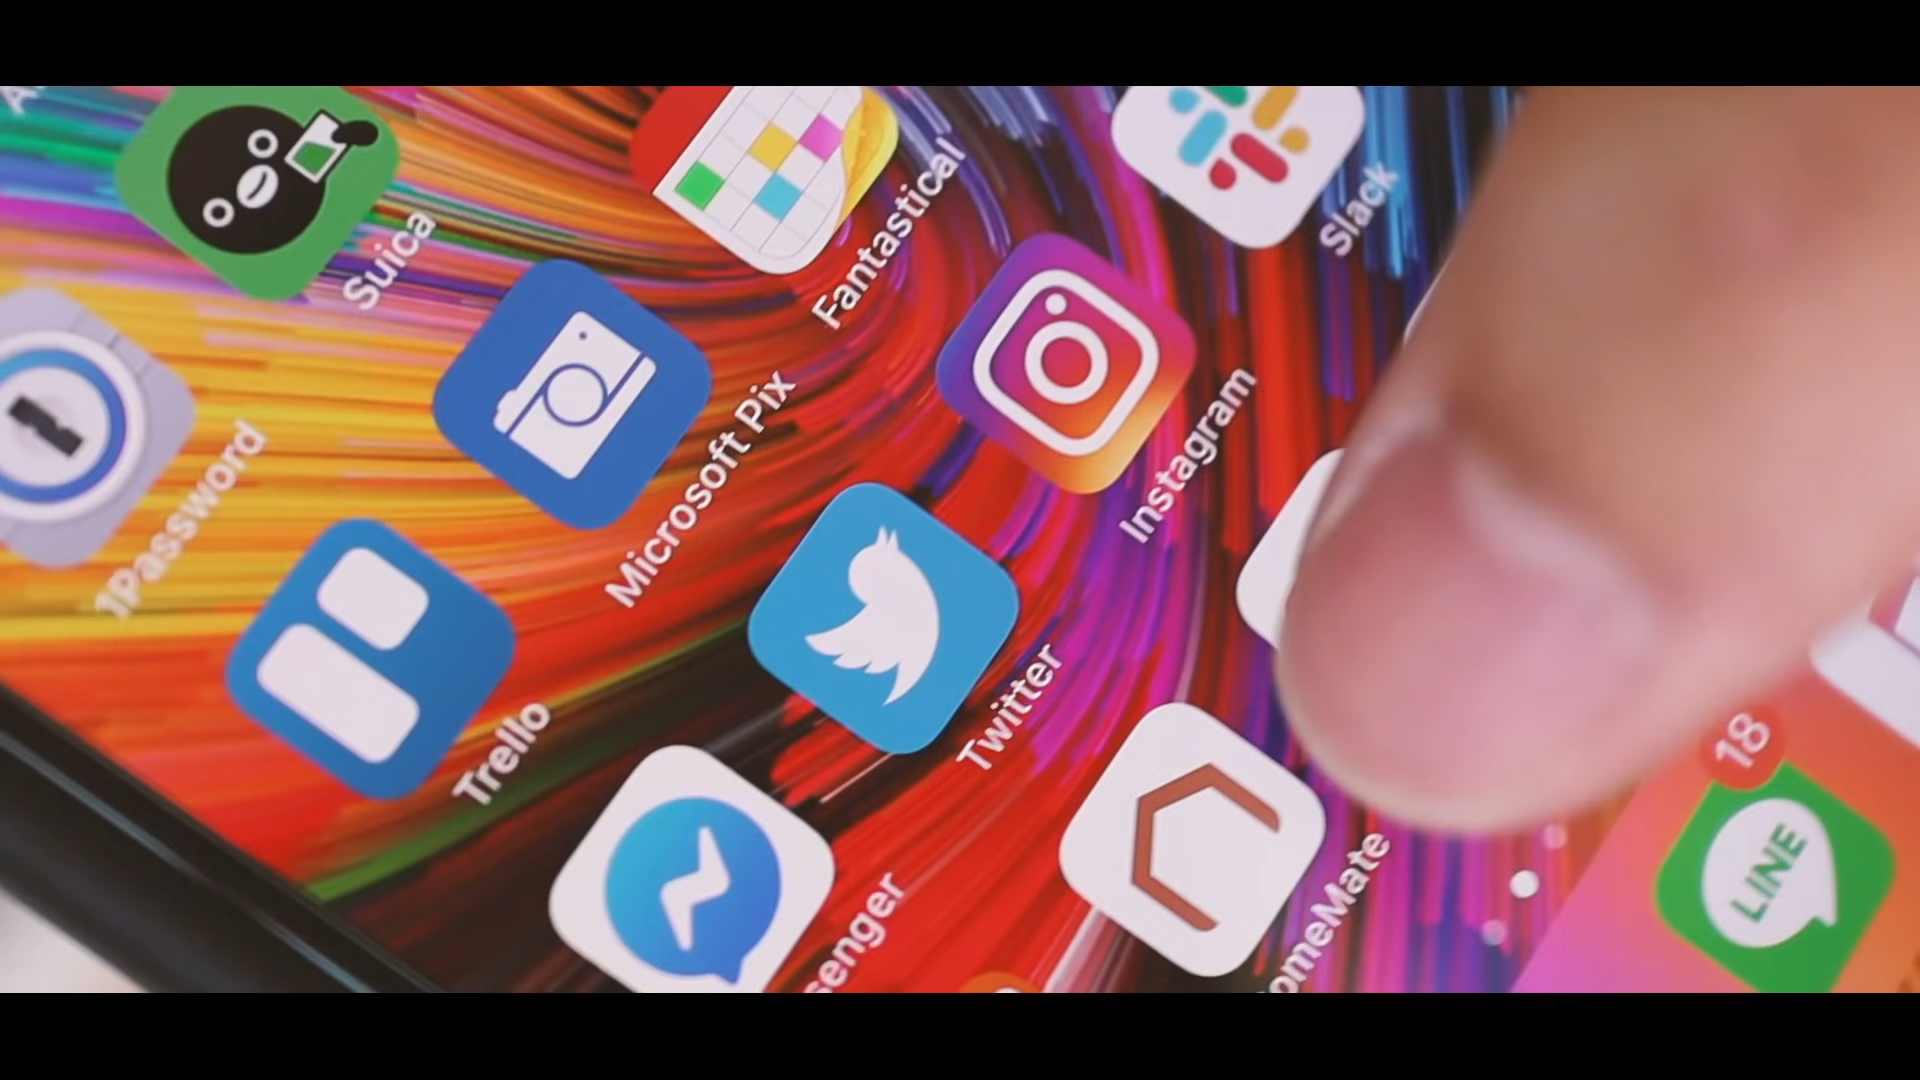 Suica
Fantastical
Slack
1Password
Microsoft Pix
Instagram
Trello
Twitter
senger
omeMate
18
LINE